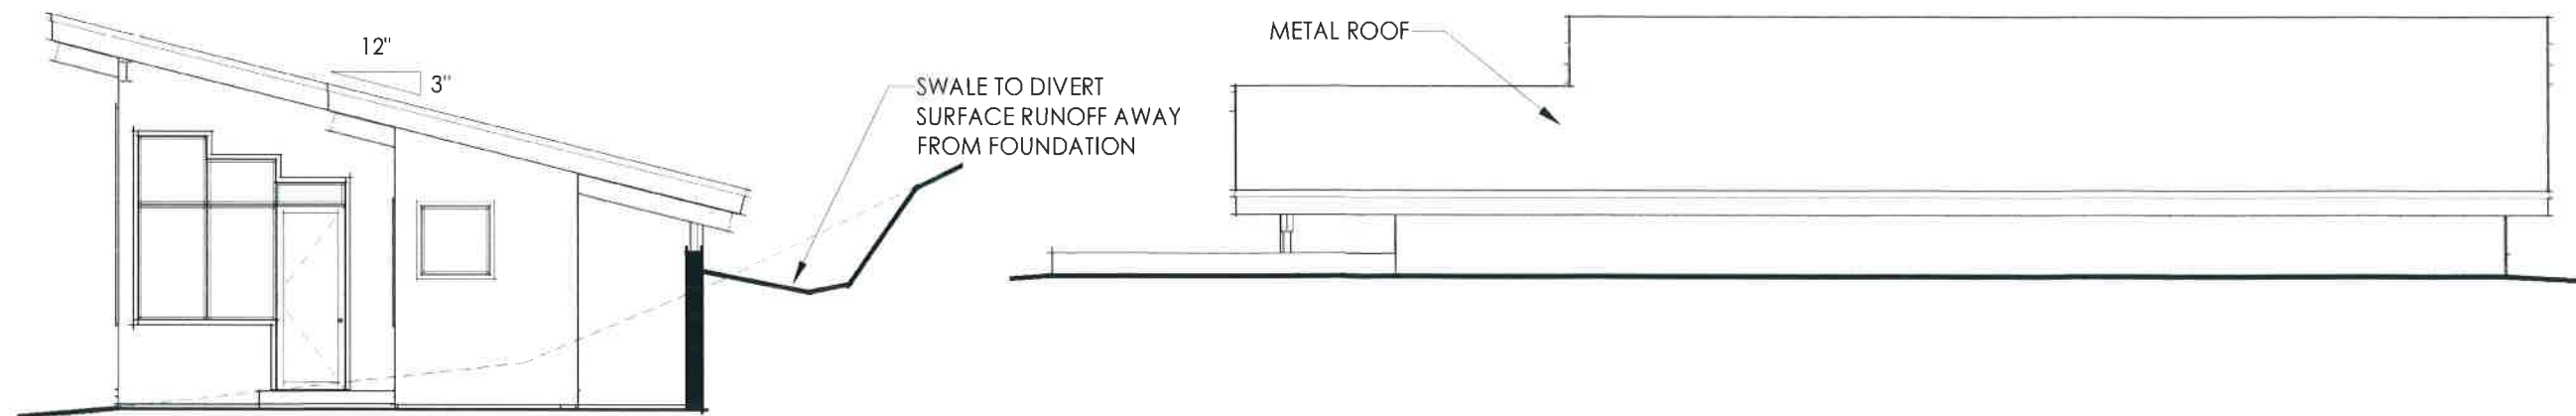 12"
3"
SWALE TO DIVERT
SURFACE RUNOFF AWAY
FROM FOUNDATION
METAL ROOF